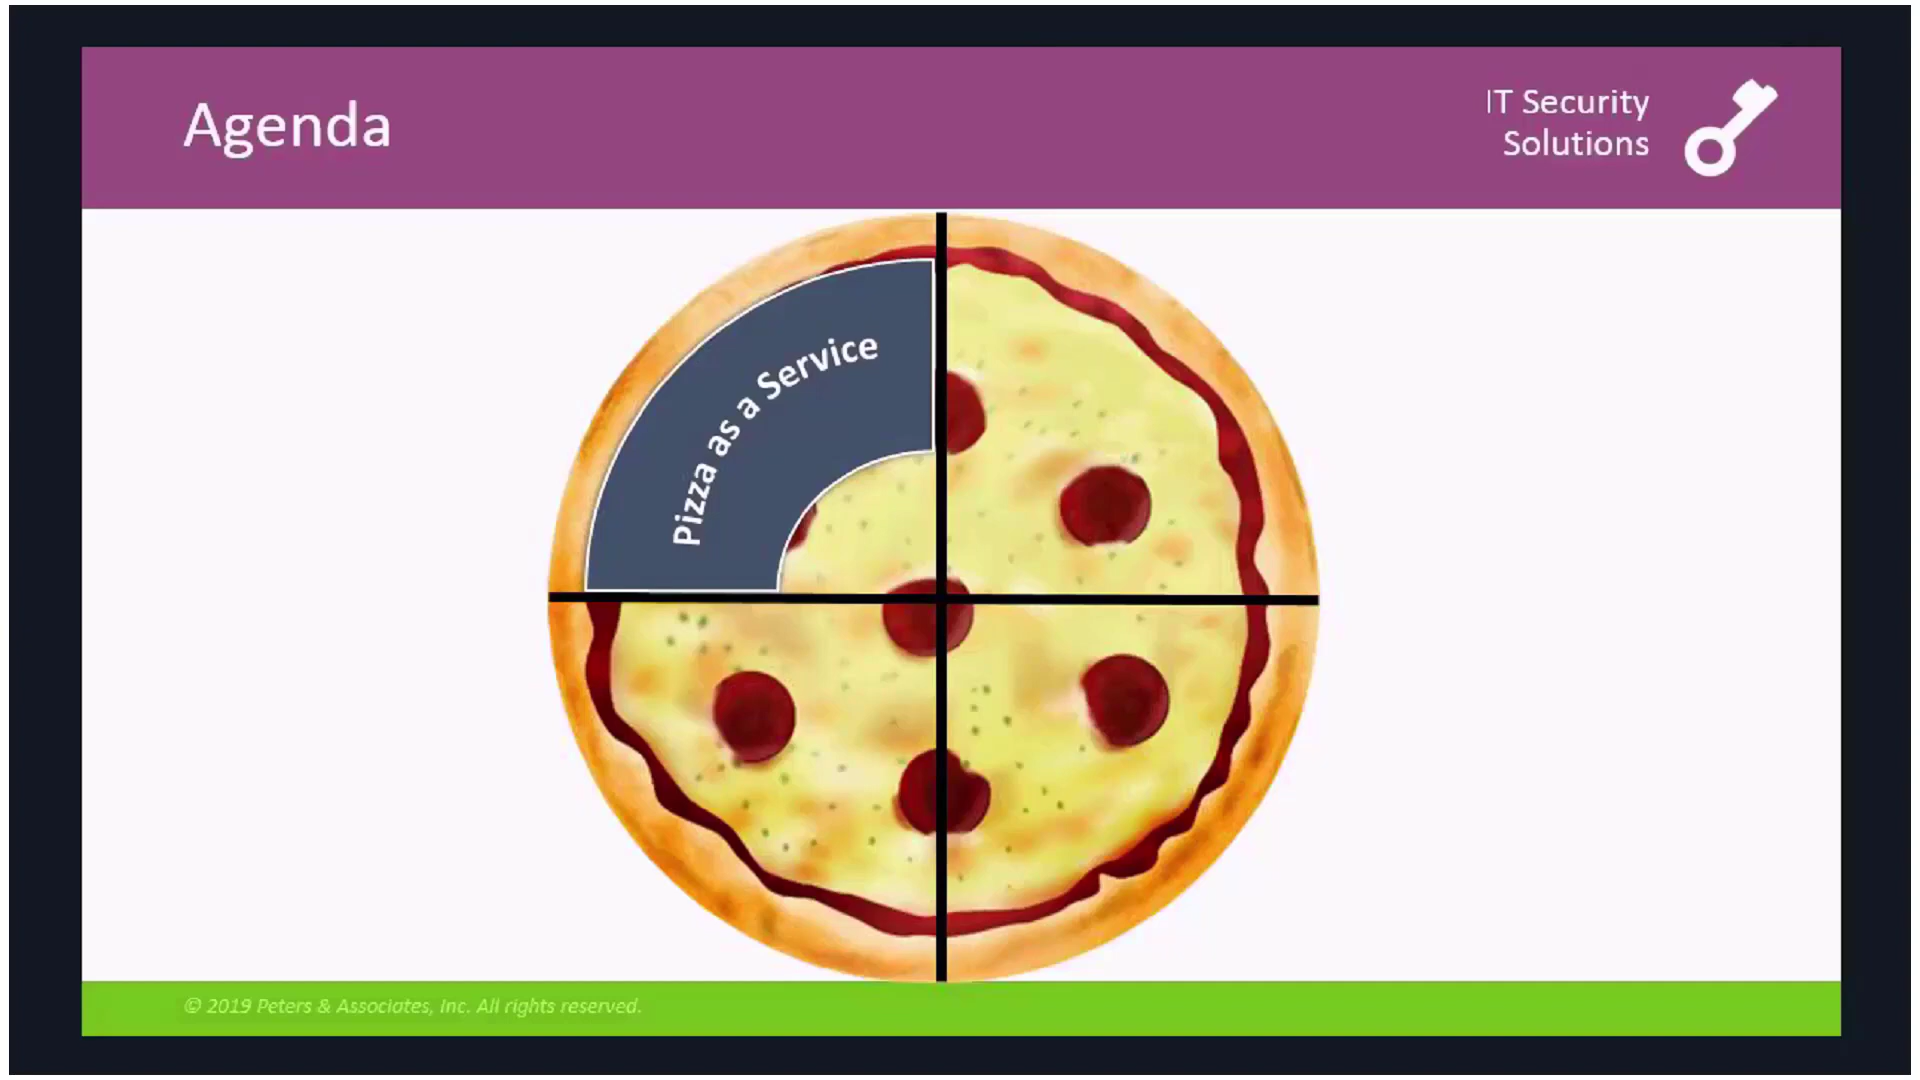 Agenda
IT Security
Solutions
Pizza as a Service
© 2019 Peters & Associates, Inc. All rights reserved.